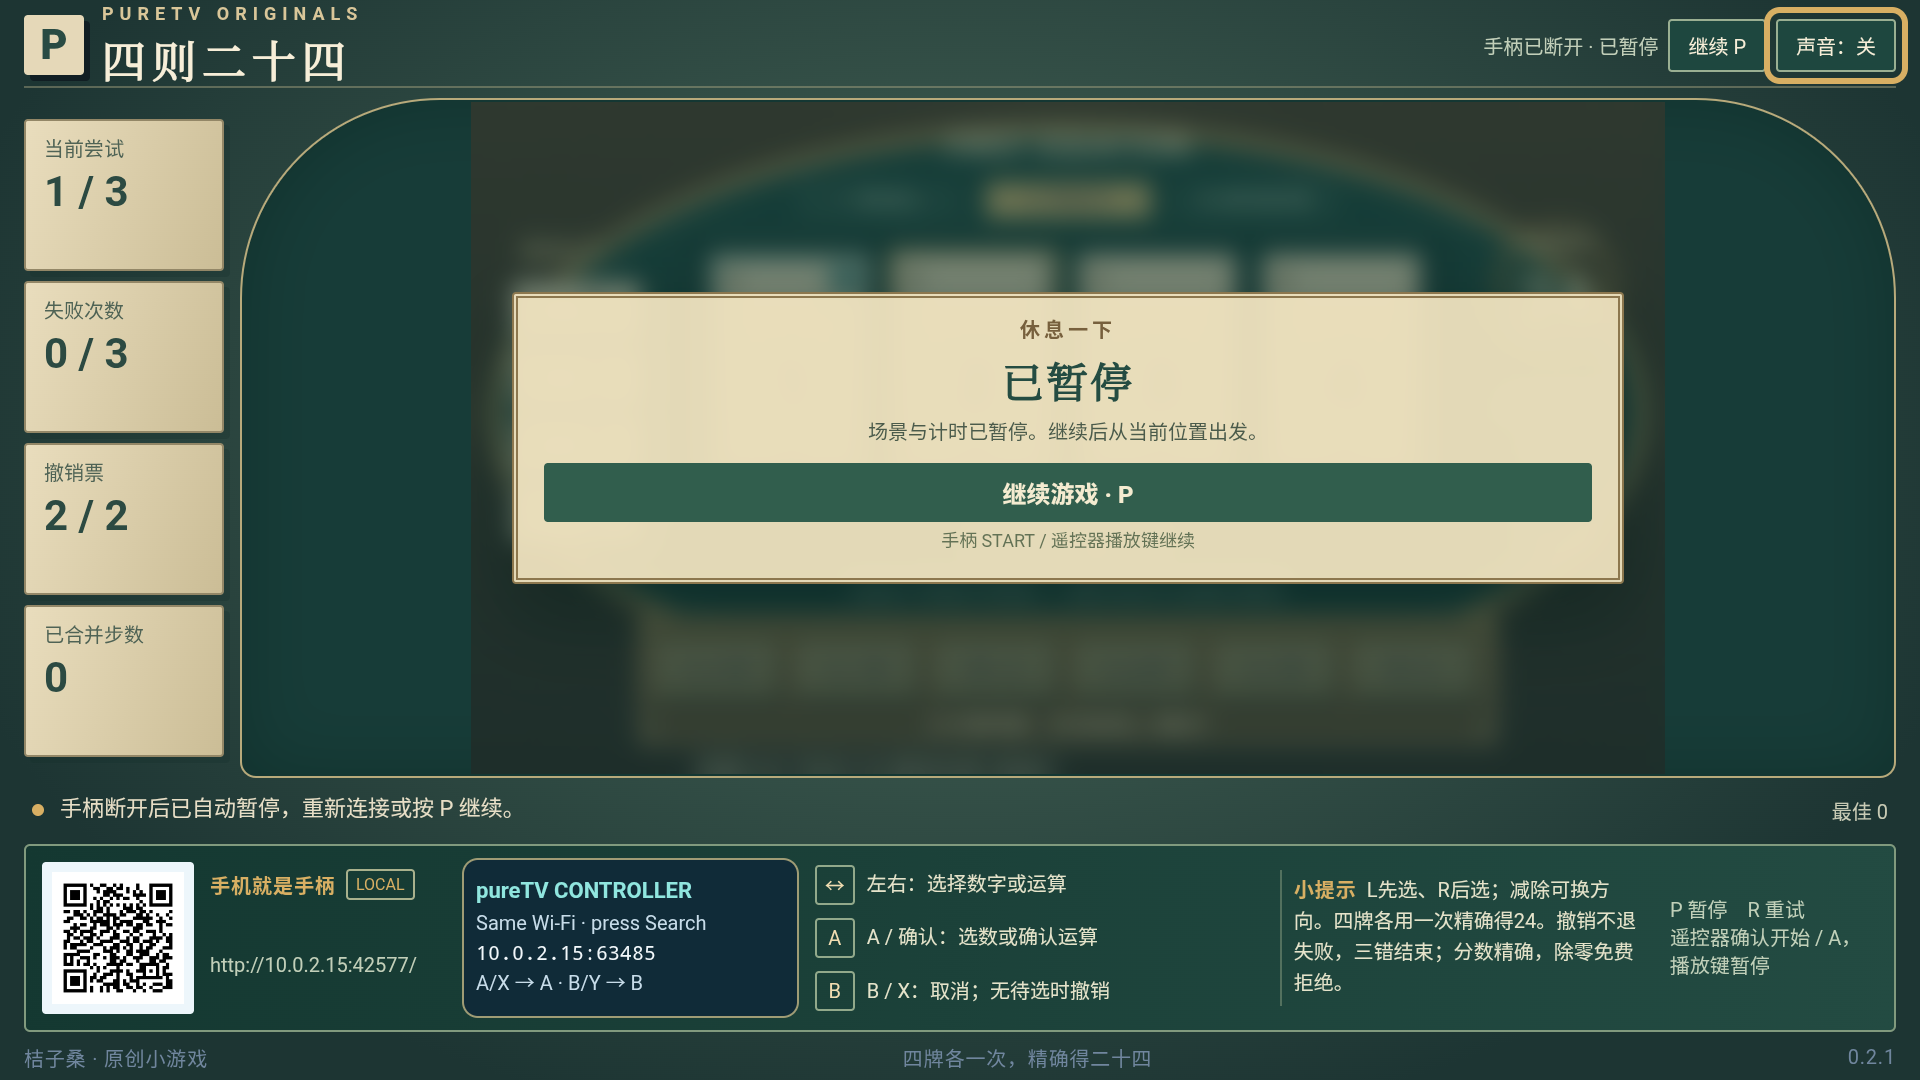 P
PURETV ORIGINALS
四则二十四
手柄已断开 · 已暂停
继续 P
声音：关
当前尝试
1 / 3
失败次数
0 / 3
撤销票
2 / 2
已合并步数
0
休息一下
已暂停
场景与计时已暂停。继续后从当前位置出发。
继续游戏 · P
手柄 START / 遥控器播放键继续
手柄断开后已自动暂停，重新连接或按 P 继续。
最佳 0
手机就是手柄
LOCAL
http://10.0.2.15:42577/
pureTV CONTROLLER
Same Wi-Fi · press Search
10.0.2.15:63485
A/X → A · B/Y → B
↔ 左右：选择数字或运算
A A / 确认：选数或确认运算
B B / X：取消；无待选时撤销
小提示 L先选、R后选；减除可换方
向。四牌各用一次精确得24。撤销不退
失败，三错结束；分数精确，除零免费
拒绝。
P 暂停 R 重试
遥控器确认开始 / A，
播放键暂停
桔子桑 · 原创小游戏
四牌各一次，精确得二十四
0.2.1